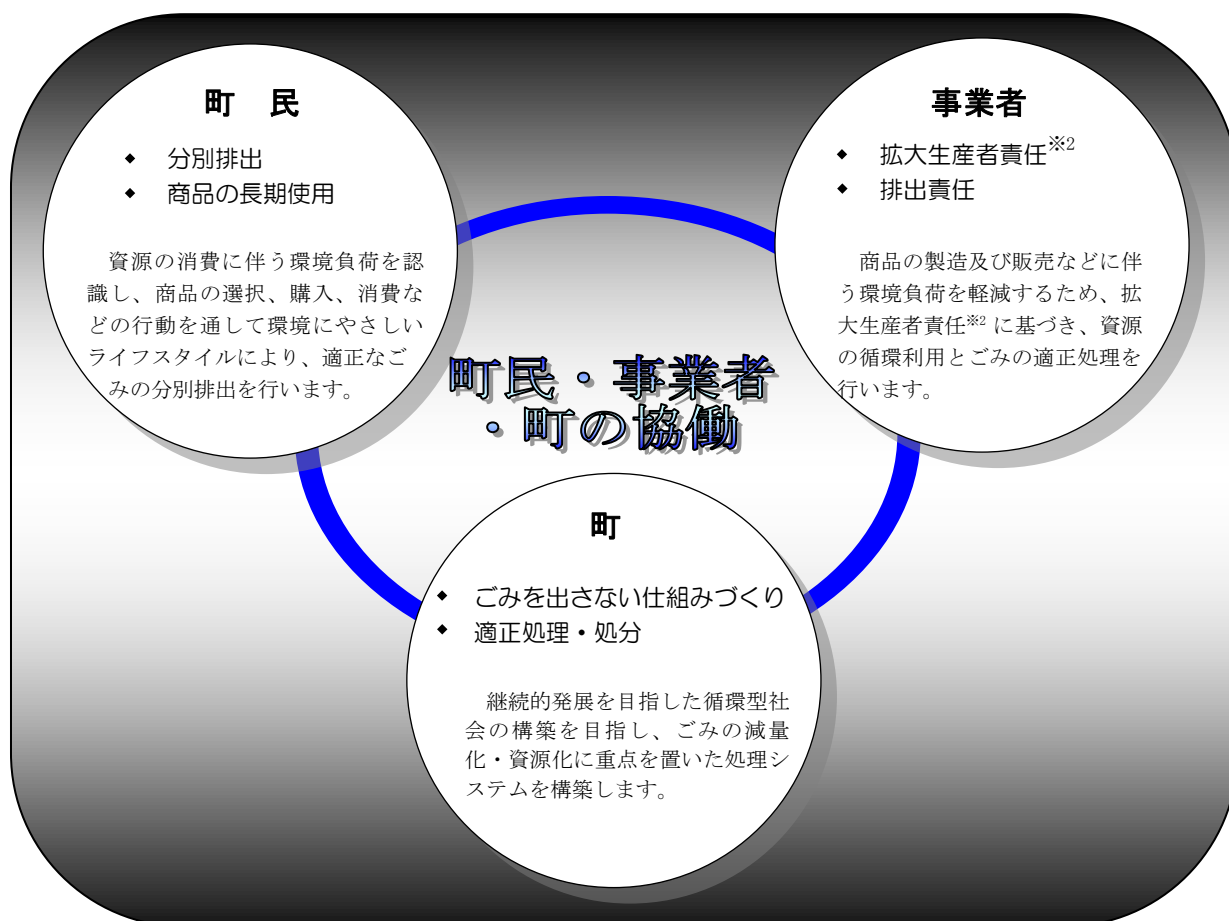 町　民
◆ 分別排出
◆ 商品の長期使用
　資源の消費に伴う環境負荷を認
識し、商品の選択、購入、消費な
どの行動を通して環境にやさしい
ライフスタイルにより、適正なご
みの分別排出を行います。
事業者
◆ 拡大生産者責任※2
◆ 排出責任
　商品の製造及び販売などに伴
う環境負荷を軽減するため、拡
大生産者責任※2 に基づき、資源
の循環利用とごみの適正処理を
行います。
町民・事業者
・町の協働
町
◆ ごみを出さない仕組みづくり
◆ 適正処理・処分
　継続的発展を目指した循環型社
会の構築を目指し、ごみの減量
化・資源化に重点を置いた処理シ
ステムを構築します。